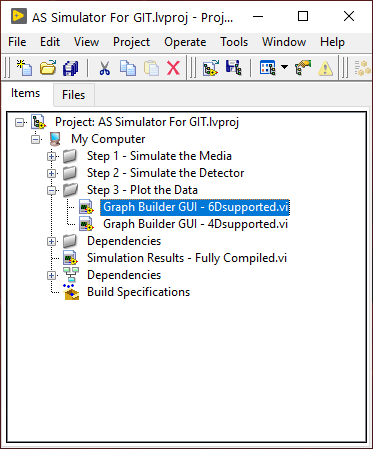 AS Simulator For GIT.lvproj - Proj...
File Edit View Project Operate Tools Window Help
Items Files
Project: AS Simulator For GIT.lvproj
My Computer
Step 1 - Simulate the Media
Step 2 - Simulate the Detector
Step 3 - Plot the Data
Graph Builder GUI - 6Dsupported.vi
Graph Builder GUI - 4Dsupported.vi
Dependencies
Simulation Results - Fully Compiled.vi
Dependencies
Build Specifications